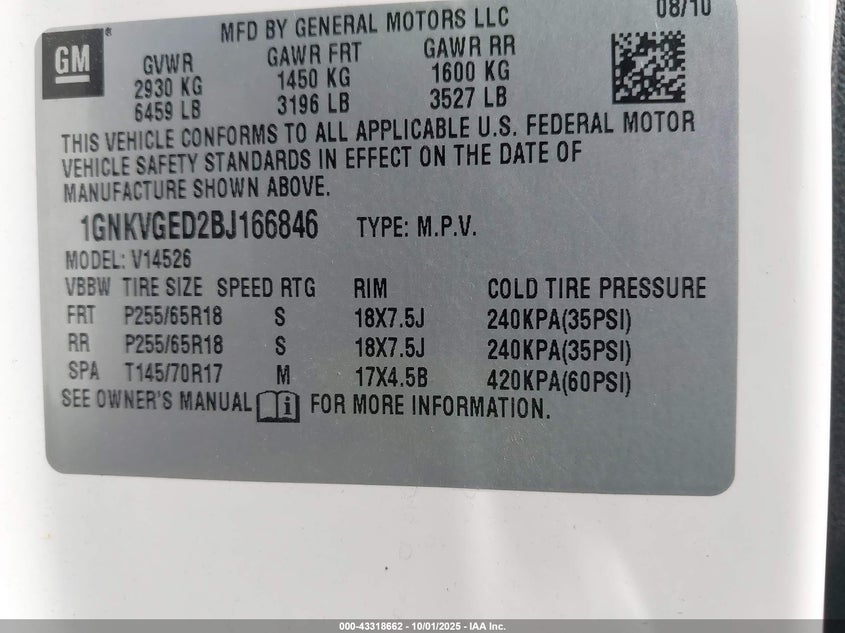 GM
®
MFD BY GENERAL MOTORS LLC
08/10
GVWR GAWR FRT GAWR RR
2930 KG 1450 KG 1600 KG
6459 LB 3196 LB 3527 LB
THIS VEHICLE CONFORMS TO ALL APPLICABLE U.S. FEDERAL MOTOR
VEHICLE SAFETY STANDARDS IN EFFECT ON THE DATE OF
MANUFACTURE SHOWN ABOVE.
1GNKVGED2BJ166846 TYPE: M.P.V.
MODEL: V14526
VBBW TIRE SIZE SPEED RTG RIM COLD TIRE PRESSURE
FRT P255/65R18 S 18X7.5J 240KPA(35PSI)
RR P255/65R18 S 18X7.5J 240KPA(35PSI)
SPA T145/70R17 M 17X4.5B 420KPA(60PSI)
SEE OWNER'S MANUAL i FOR MORE INFORMATION.
000-43318662 - 10/01/2025 - IAA Inc.